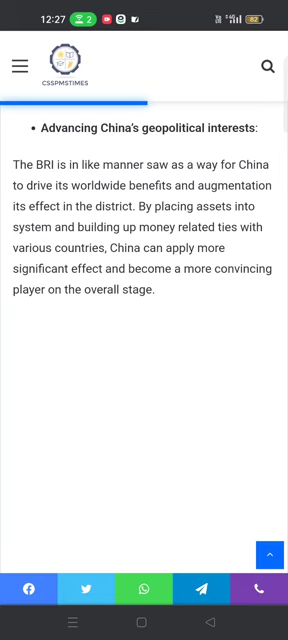 12:27
2
82
CSSPMSTIMES
• Advancing China's geopolitical interests:
The BRI is in like manner saw as a way for China
to drive its worldwide benefits and augmentation
its effect in the district. By placing assets into
system and building up money related ties with
various countries, China can apply more
significant effect and become a more convincing
player on the overall stage.